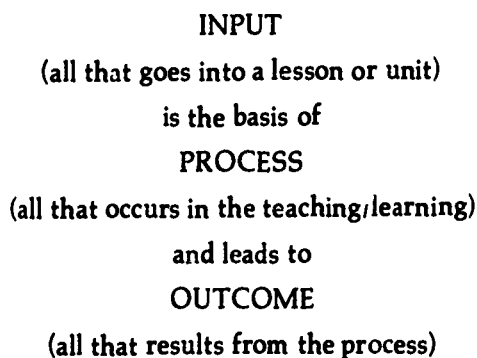 INPUT
(all that goes into a lesson or unit)
is the basis of
PROCESS
(all that occurs in the teaching/learning)
and leads to
OUTCOME
(all that results from the process)